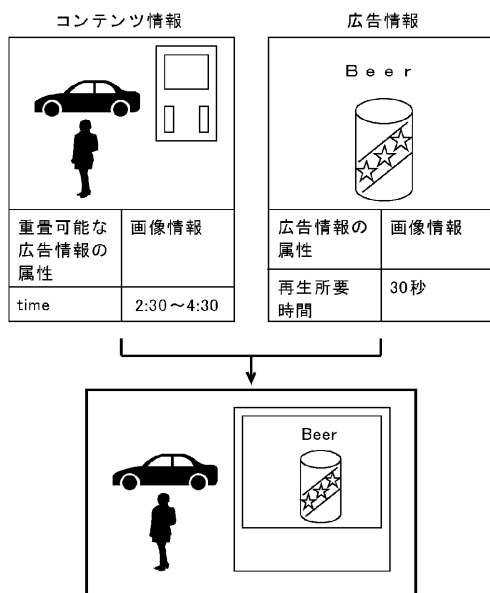 コンテンツ情報
広告情報
Beer
重畳可能な
広告情報の
属性
画像情報
time
2:30～4:30
広告情報の
属性
画像情報
再生所要
時間
30秒
Beer